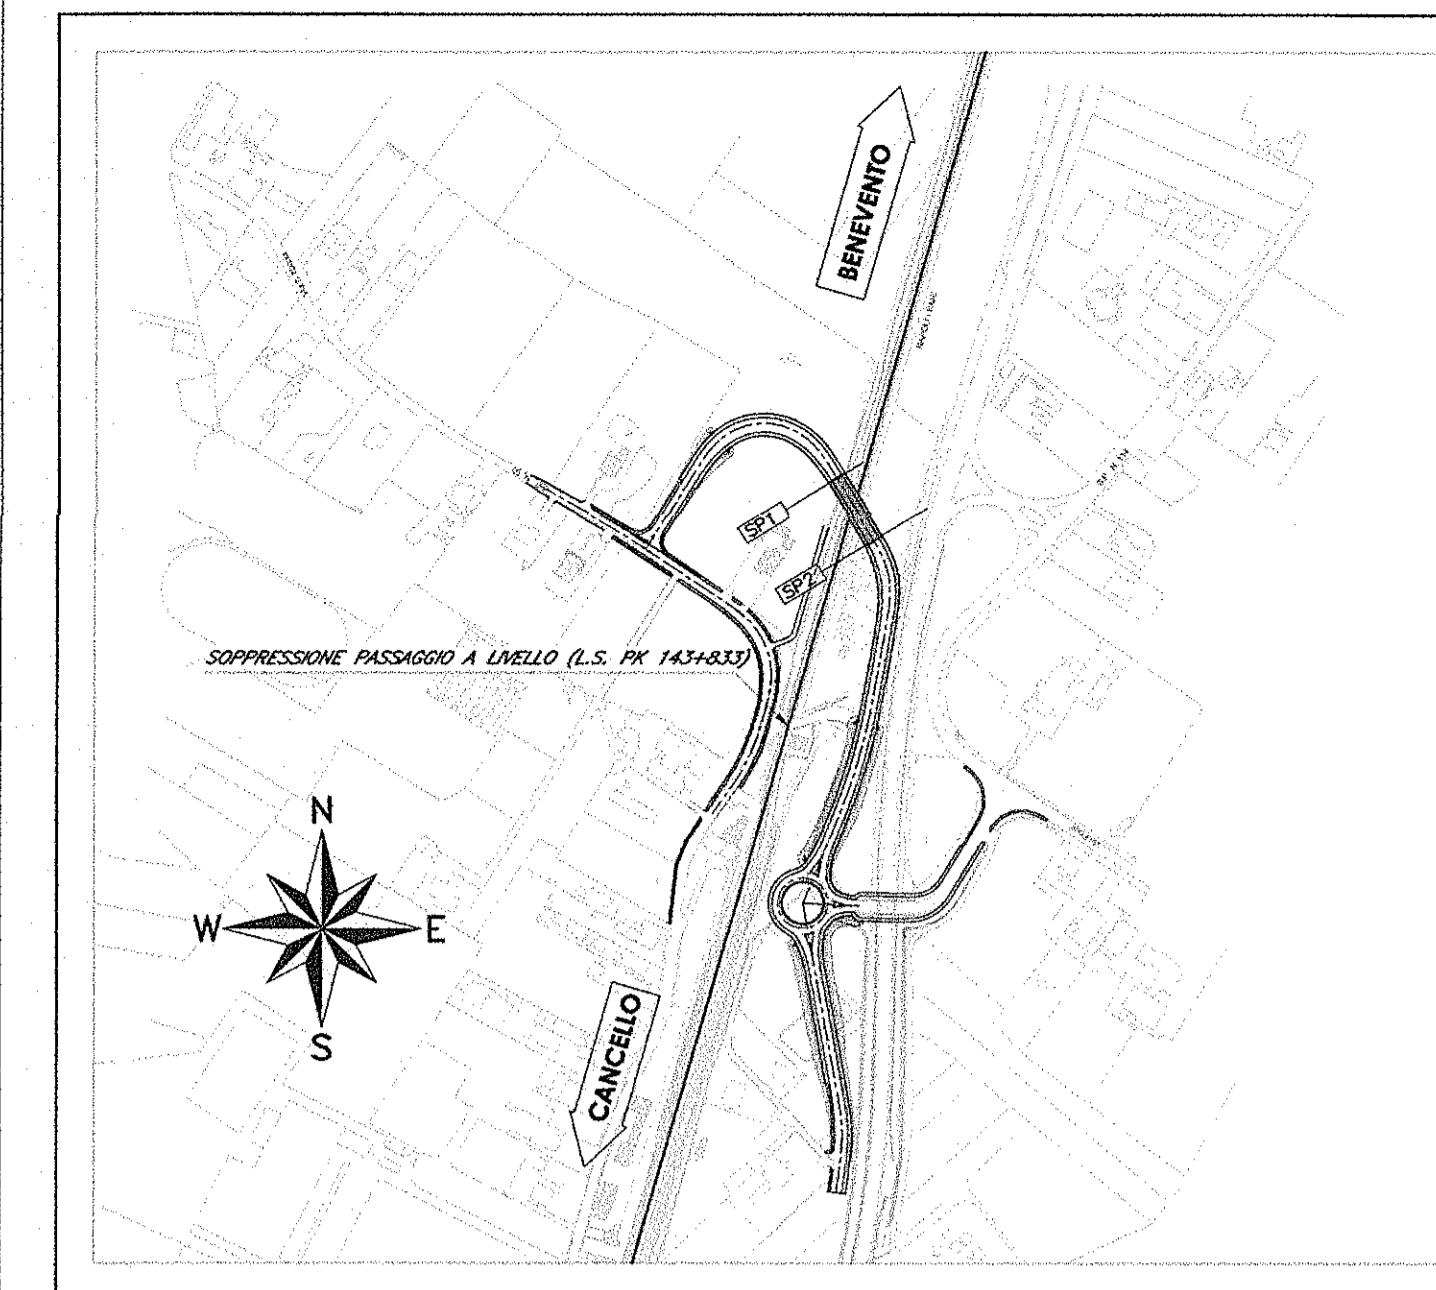 BENEVENTO
SP1
SP2
SOPPRESSIONE PASSAGGIO A LIVELLO (L.S. PK 143+833)
N
W
E
S
CANCELLO